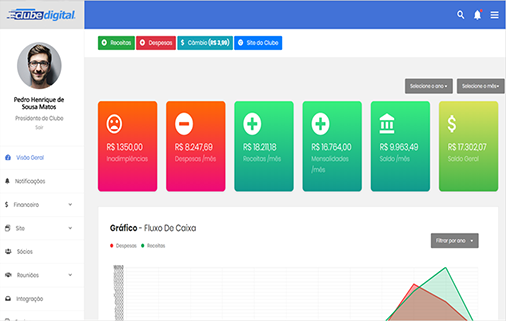 clubedigital
Receitas
Despesas
$ Câmbio (R$ 3,90)
Site do Clube
Pedro Henrique de
Sousa Matos
Presidente do Clube
Sair
Selecione o ano
Selecione o mês
R$ 1.350,00
Inadimplências
R$ 8.247,69
Despesas /mês
R$ 18.211,18
Receitas /mês
R$ 16.764,00
Mensalidades
/mês
R$ 9.963,49
Saldo /mês
$
R$ 17.302,07
Saldo Geral
Visão Geral
Notificações
$ Financeiro
Site
Sócios
Reuniões
Integração
Gráfico - Fluxo De Caixa
Despesas
Receitas
Filtrar por ano